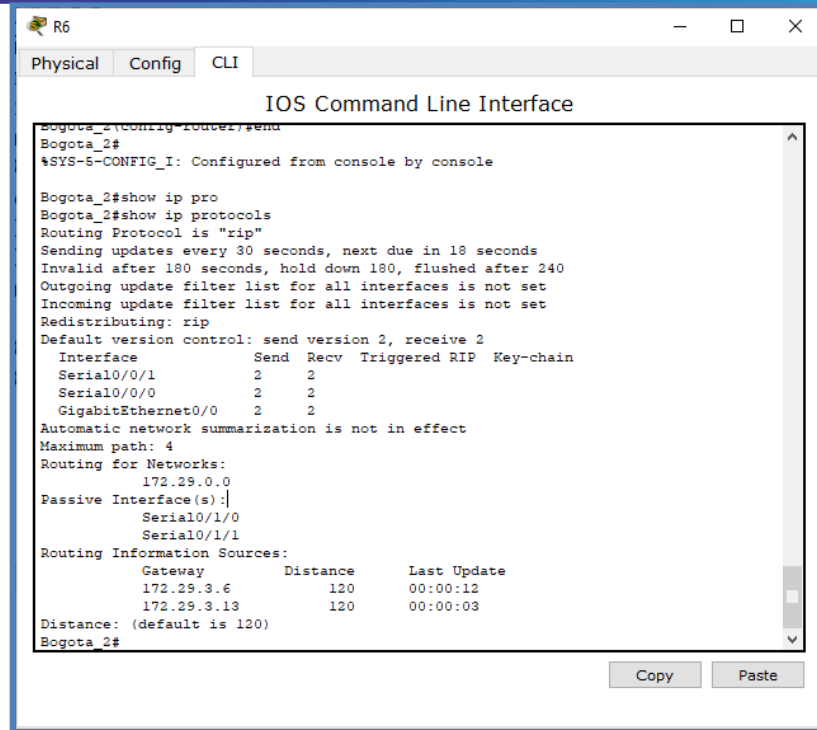 R6
Physical Config CLI
IOS Command Line Interface
Bogota_2(config-router)#end
Bogota_2#
%SYS-5-CONFIG_I: Configured from console by console
Bogota_2#show ip pro
Bogota_2#show ip protocols
Routing Protocol is "rip"
Sending updates every 30 seconds, next due in 18 seconds
Invalid after 180 seconds, hold down 180, flushed after 240
Outgoing update filter list for all interfaces is not set
Incoming update filter list for all interfaces is not set
Redistributing: rip
Default version control: send version 2, receive 2
Interface Send Recv Triggered RIP Key-chain
Serial0/0/1 2 2
Serial0/0/0 2 2
GigabitEthernet0/0 2 2
Automatic network summarization is not in effect
Maximum path: 4
Routing for Networks:
172.29.0.0
Passive Interface(s):
Serial0/1/0
Serial0/1/1
Routing Information Sources:
Gateway Distance Last Update
172.29.3.6 120 00:00:12
172.29.3.13 120 00:00:03
Distance: (default is 120)
Bogota_2#
Copy Paste